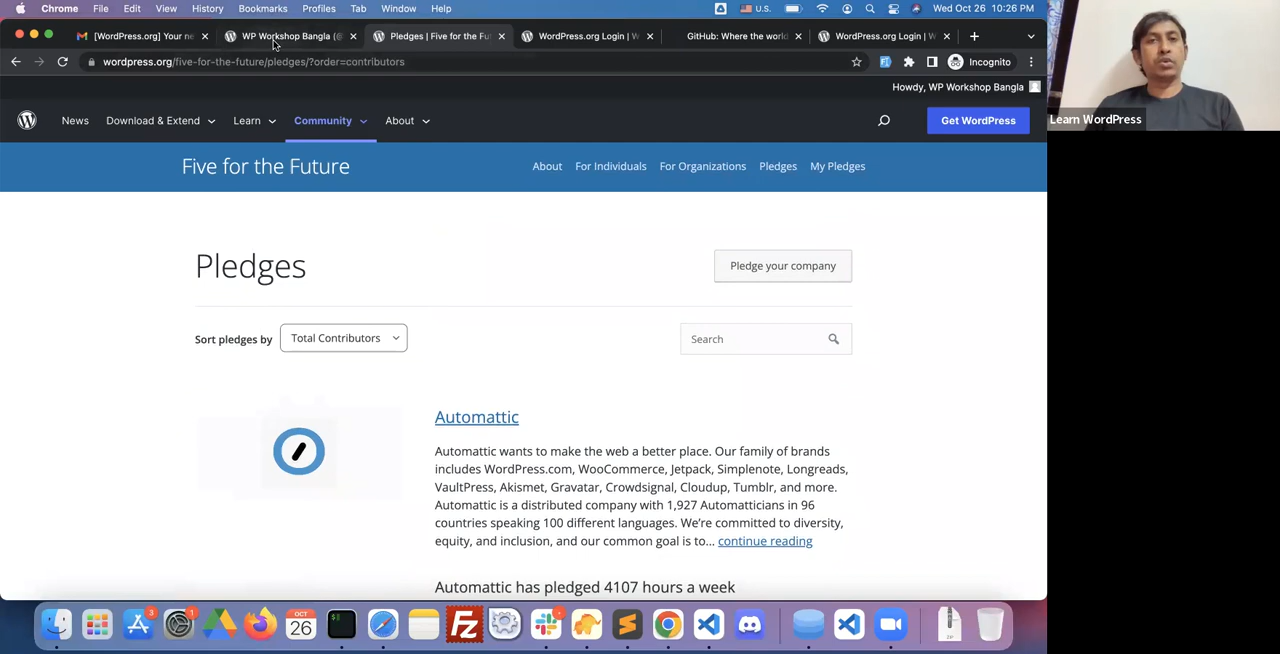 Chrome File Edit View History Bookmarks Profiles Tab Window Help U.S. Wed Oct 26 10:26 PM
[WordPress.org] Your ne WP Workshop Bangla (@ Pledges | Five for the Fu WordPress.org Login | W GitHub: Where the world WordPress.org Login | W
wordpress.org/five-for-the-future/pledges/?order=contributors Incognito
Howdy, WP Workshop Bangla
News Download & Extend Learn Community About Get WordPress
Learn WordPress
Five for the Future About For Individuals For Organizations Pledges My Pledges
Pledges Pledge your company
Sort pledges by Total Contributors Search
Automattic
Automattic wants to make the web a better place. Our family of brands
includes WordPress.com, WooCommerce, Jetpack, Simplenote, Longreads,
VaultPress, Akismet, Gravatar, Crowdsignal, Cloudup, Tumblr, and more.
Automattic is a distributed company with 1,927 Automatticians in 96
countries speaking 100 different languages. We're committed to diversity,
equity, and inclusion, and our common goal is to... continue reading
Automattic has pledged 4107 hours a week
3 1 OCT 26 Fz ZIP